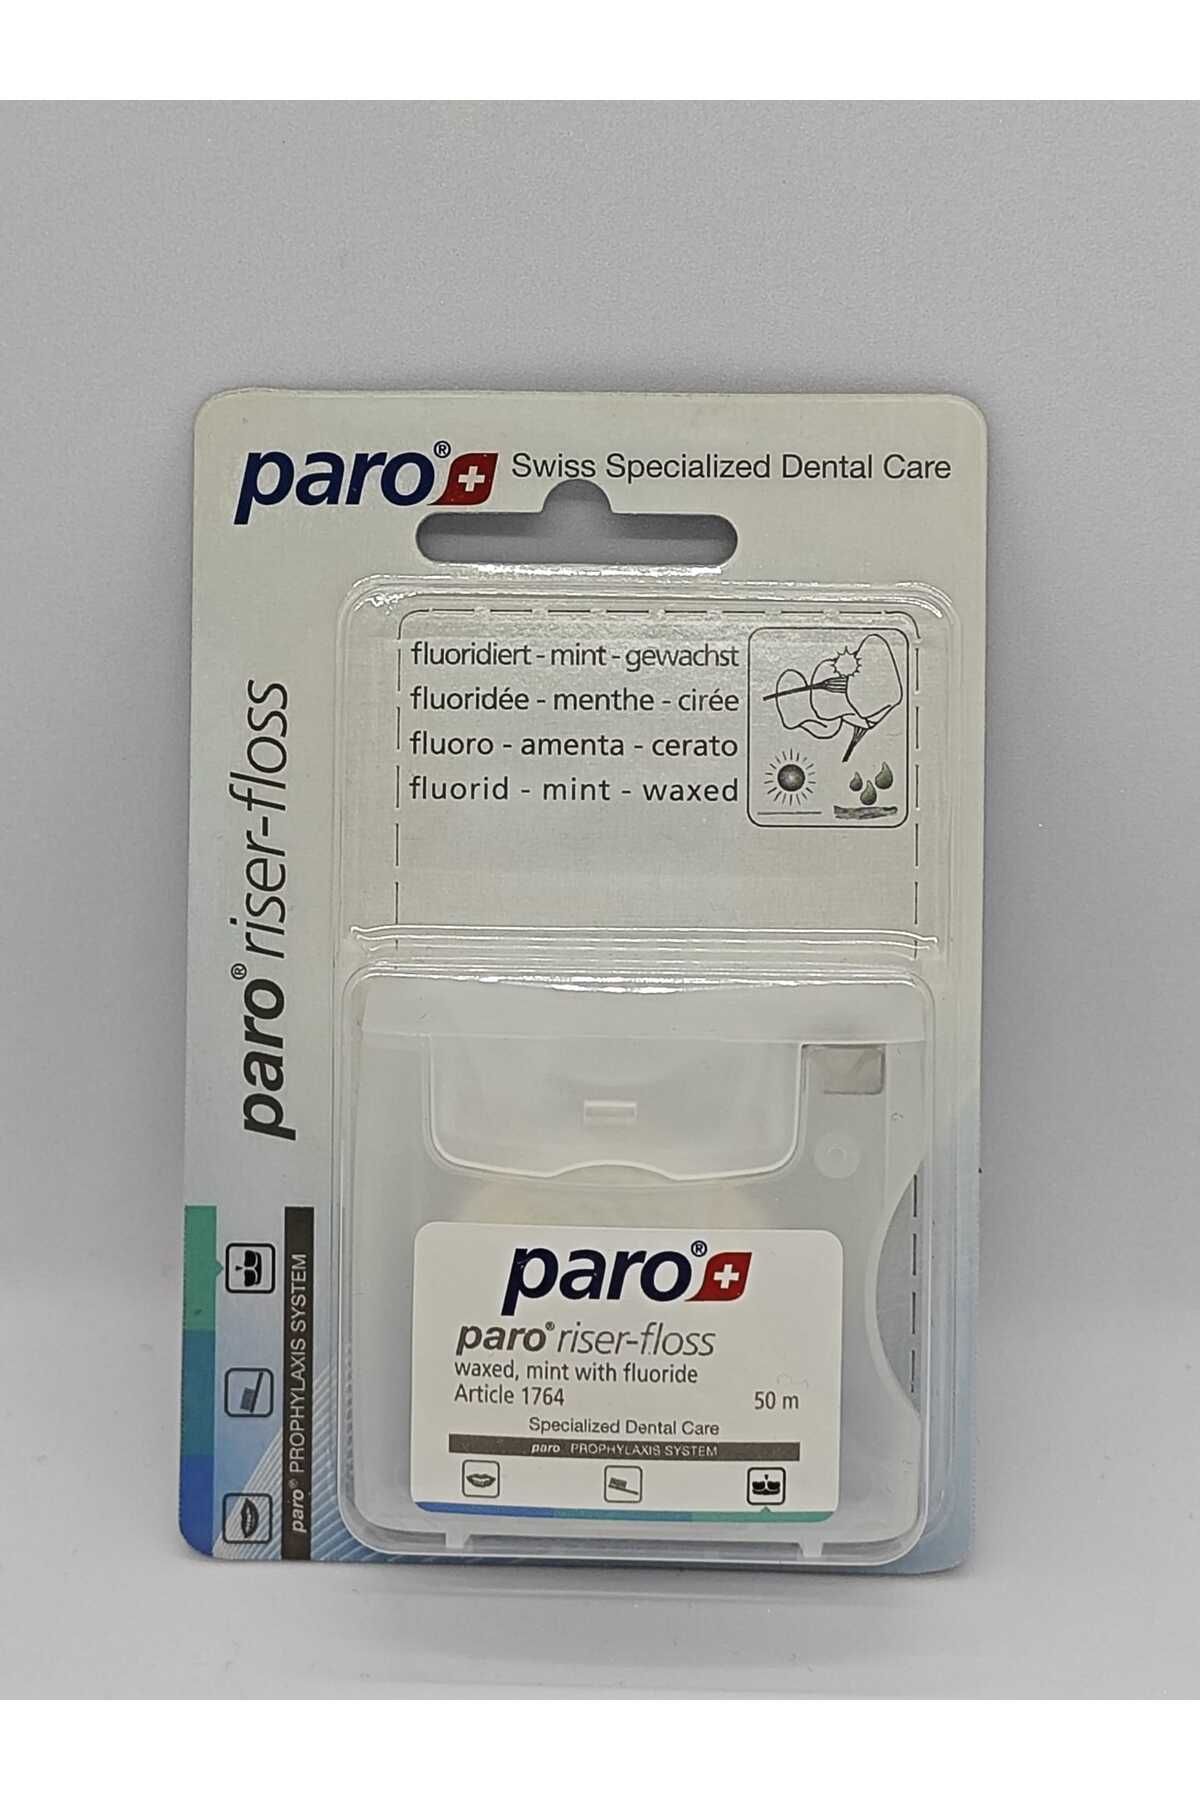 paro® Swiss Specialized Dental Care
fluoridiert - mint - gewachst
fluoridée - menthe - cirée
fluoro - amenta - cerato
fluorid - mint - waxed
paro® riser-floss
paro® PROPHYLAXIS SYSTEM
paro®
paro® riser-floss
waxed, mint with fluoride
Article 1764 50 m
Specialized Dental Care
paro PROPHYLAXIS SYSTEM